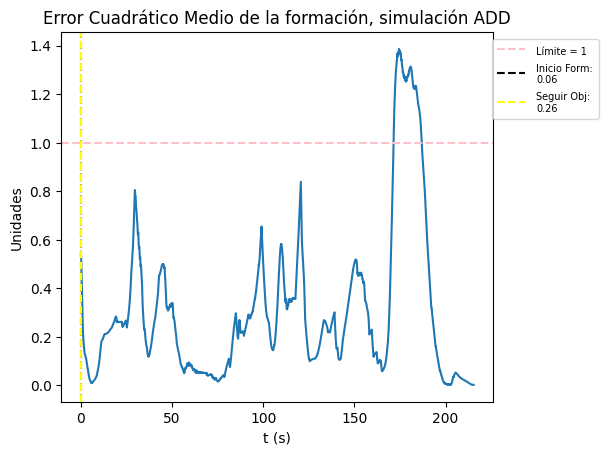 Error Cuadrático Medio de la formación, simulación ADD
1.4
1.2
1.0
0.8
0.6
0.4
0.2
0.0
Unidades
0
50
100
150
200
t (s)
Límite = 1
Inicio Form:
0.06
Seguir Obj:
0.26